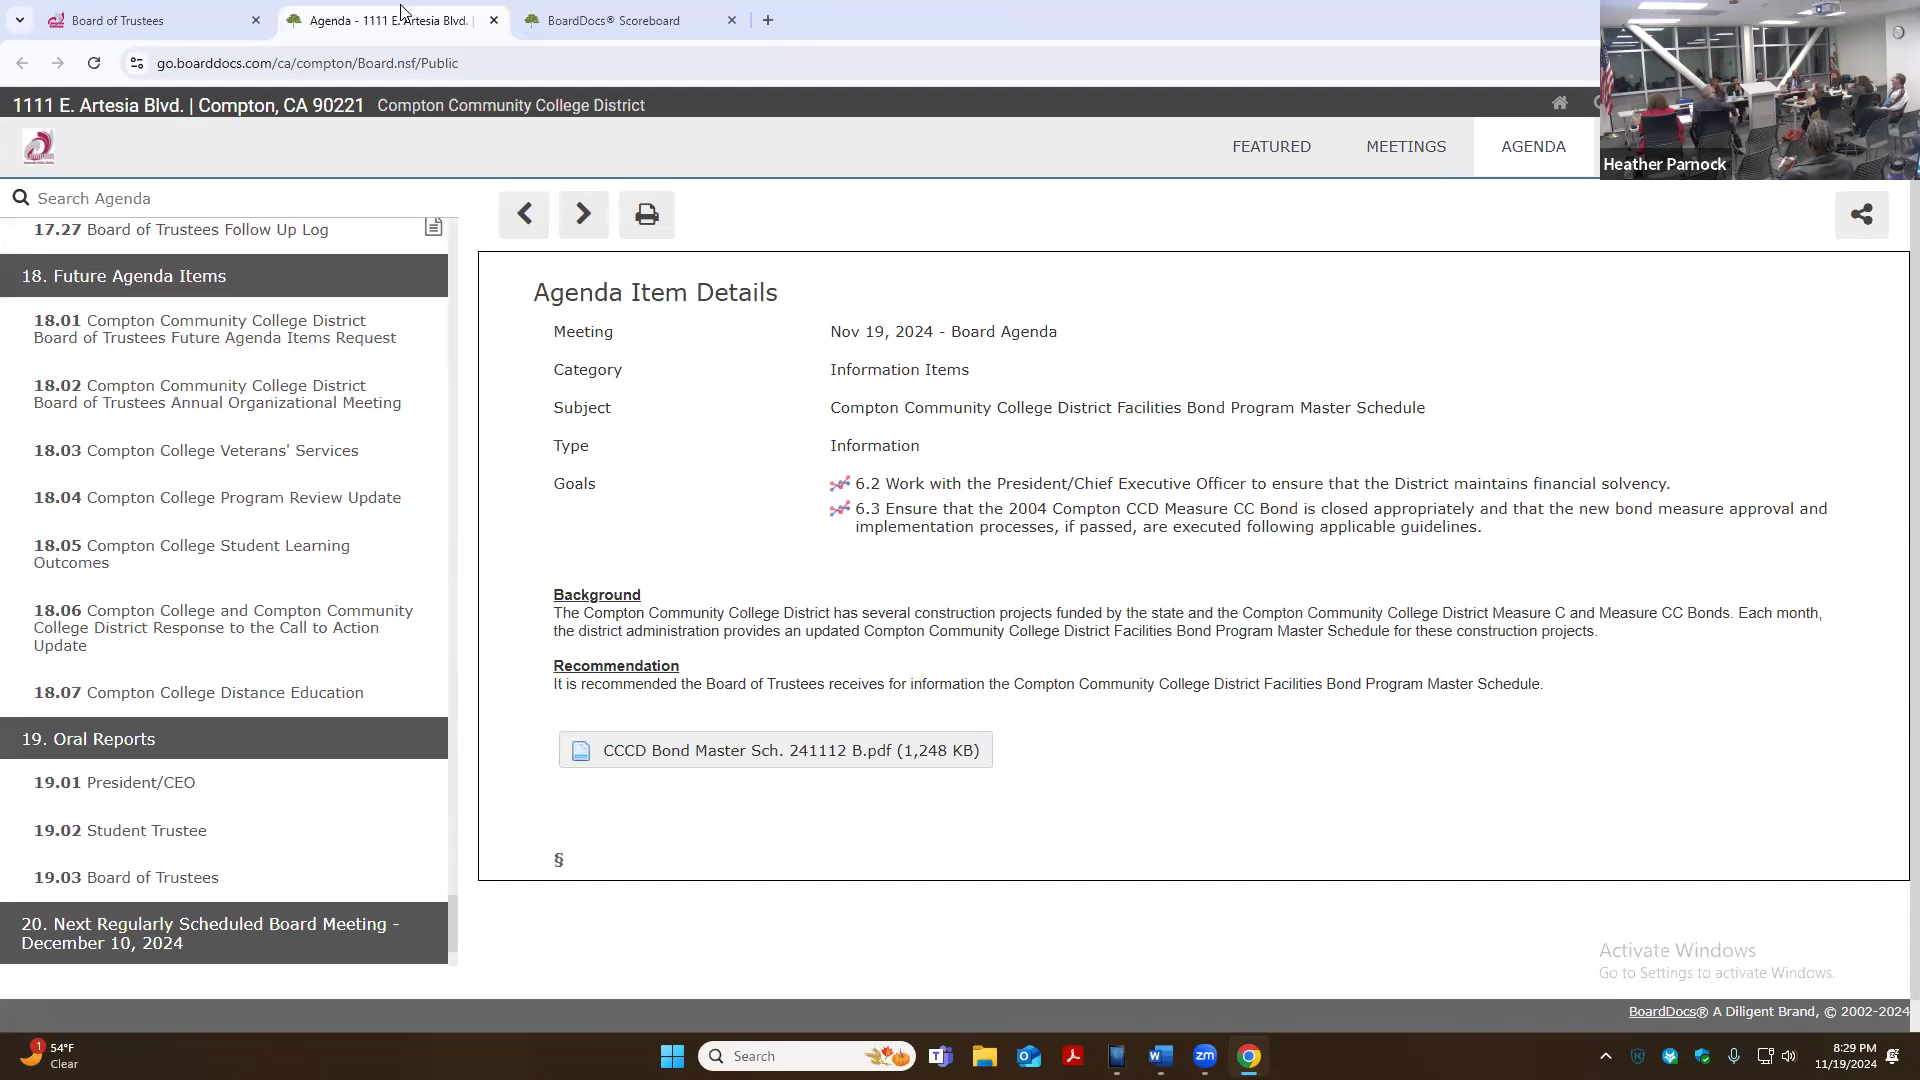 Board of Trustees
Agenda - 1111 E. Artesia Blvd. |
BoardDocs® Scoreboard
go.boarddocs.com/ca/compton/Board.nsf/Public
1111 E. Artesia Blvd. | Compton, CA 90221 Compton Community College District
FEATURED
MEETINGS
AGENDA
Heather Parnock
Search Agenda
17.27 Board of Trustees Follow Up Log
18. Future Agenda Items
18.01 Compton Community College District
Board of Trustees Future Agenda Items Request
18.02 Compton Community College District
Board of Trustees Annual Organizational Meeting
18.03 Compton College Veterans' Services
18.04 Compton College Program Review Update
18.05 Compton College Student Learning
Outcomes
18.06 Compton College and Compton Community
College District Response to the Call to Action
Update
18.07 Compton College Distance Education
19. Oral Reports
19.01 President/CEO
19.02 Student Trustee
19.03 Board of Trustees
20. Next Regularly Scheduled Board Meeting -
December 10, 2024
Agenda Item Details
Meeting Nov 19, 2024 - Board Agenda
Category Information Items
Subject Compton Community College District Facilities Bond Program Master Schedule
Type Information
Goals 6.2 Work with the President/Chief Executive Officer to ensure that the District maintains financial solvency.
6.3 Ensure that the 2004 Compton CCD Measure CC Bond is closed appropriately and that the new bond measure approval and
implementation processes, if passed, are executed following applicable guidelines.
Background
The Compton Community College District has several construction projects funded by the state and the Compton Community College District Measure C and Measure CC Bonds. Each month,
the district administration provides an updated Compton Community College District Facilities Bond Program Master Schedule for these construction projects.
Recommendation
It is recommended the Board of Trustees receives for information the Compton Community College District Facilities Bond Program Master Schedule.
CCCD Bond Master Sch. 241112 B.pdf (1,248 KB)
§
Activate Windows
Go to Settings to activate Windows.
BoardDocs® A Diligent Brand, © 2002-2024
1
54°F
Clear
Search
zm
8:29 PM
11/19/2024